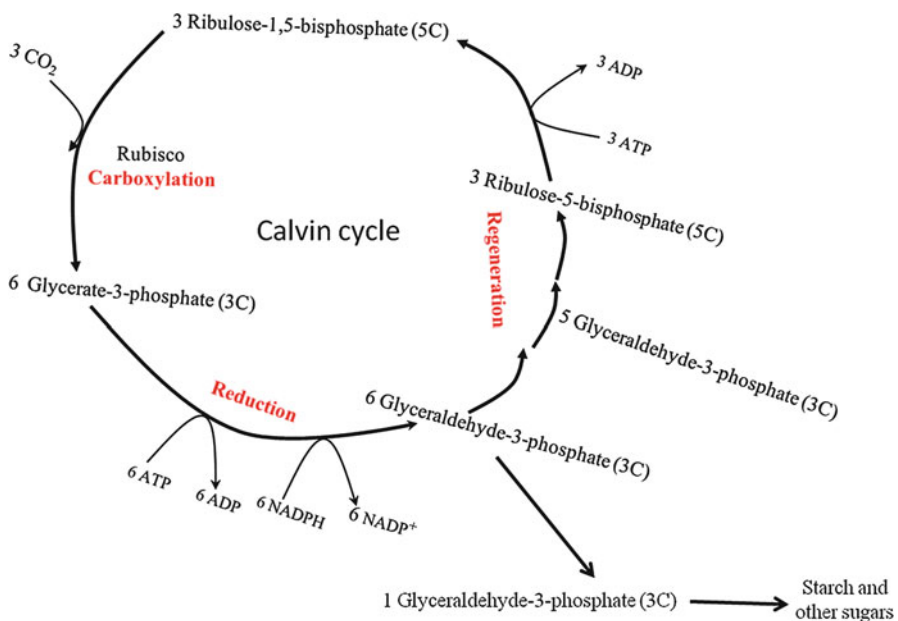 3 Ribulose-1,5-bisphosphate (5C)
3 CO₂
3 ADP
3 ATP
Rubisco
Carboxylation
3 Ribulose-5-bisphosphate (5C)
Calvin cycle
Regeneration
6 Glycerate-3-phosphate (3C)
5 Glyceraldehyde-3-phosphate (3C)
Reduction
6 Glyceraldehyde-3-phosphate (3C)
6 ATP
6 ADP
6 NADPH
6 NADP⁺
1 Glyceraldehyde-3-phosphate (3C)
Starch and
other sugars